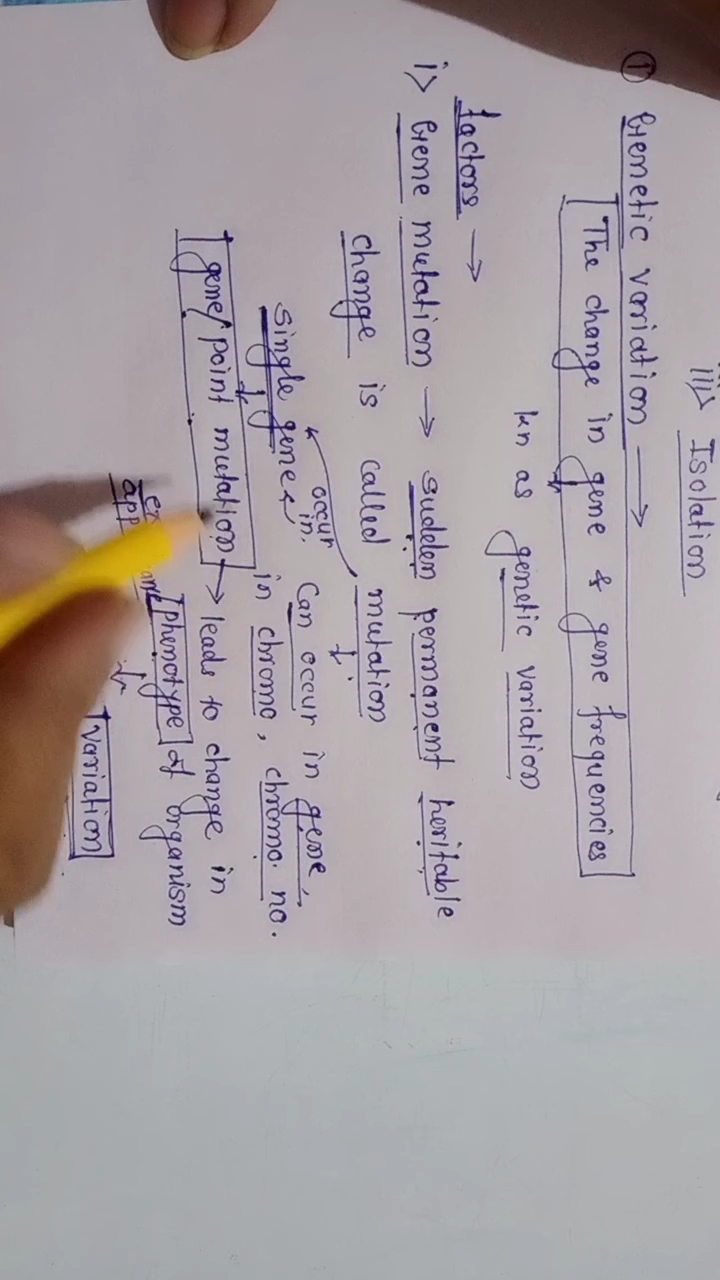 iii> Isolation
① Genetic variation →
The change in gene & gene frequencies
kn as genetic variation
factors →
i> Gene mutation → sudden permanent heritable
change is called mutation
occur in.
single gene
Can occur in gene,
in chromo, chromo. no.
gene/point mutation → leads to change in
phenotype of organism
variation